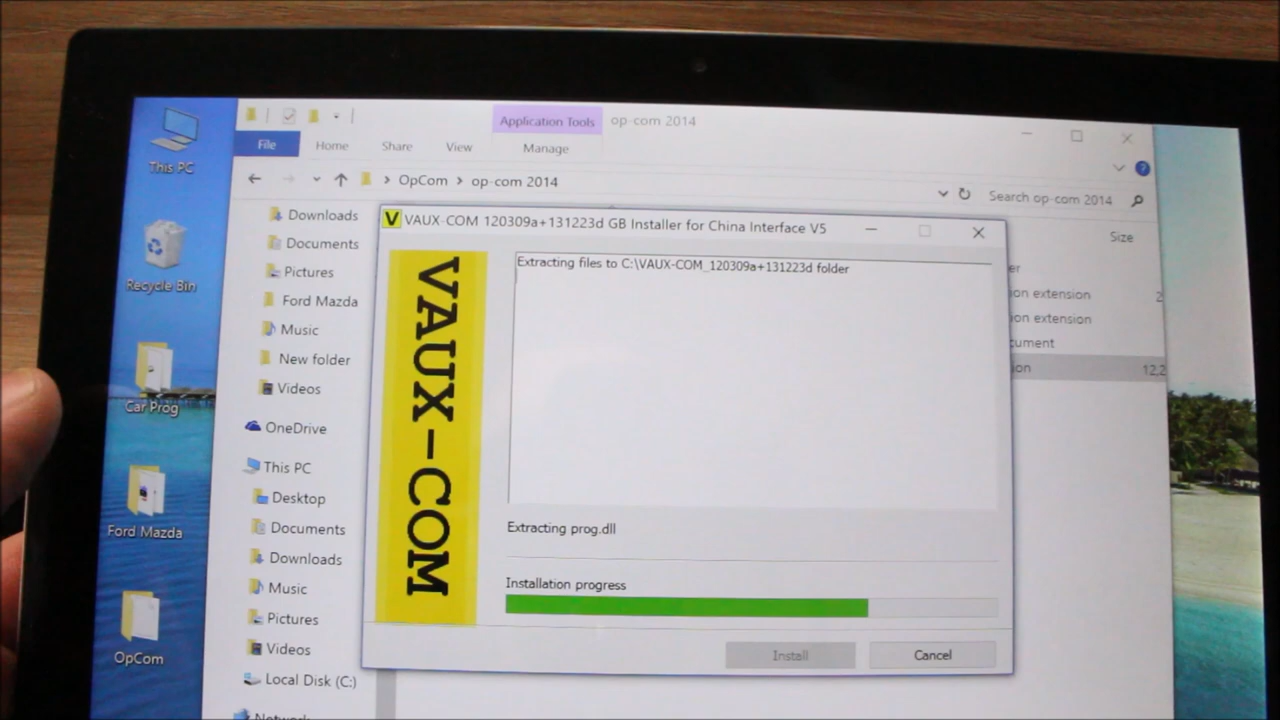 This PC
Recycle Bin
Car Prog
Ford Mazda
OpCom
Application Tools
op-com 2014
File
Home
Share
View
Manage
OpCom > op-com 2014
Search op-com 2014
Downloads
Documents
Pictures
Ford Mazda
Music
New folder
Videos
OneDrive
This PC
Desktop
Documents
Downloads
Music
Pictures
Videos
Local Disk (C:)
VAUX-COM 120309a+131223d GB Installer for China Interface V5
VAUX-COM
Extracting files to C:\VAUX-COM_120309a+131223d folder
Extracting prog.dll
Installation progress
Install
Cancel
Size
er
ion extension
2
ion extension
cument
ion
12,2